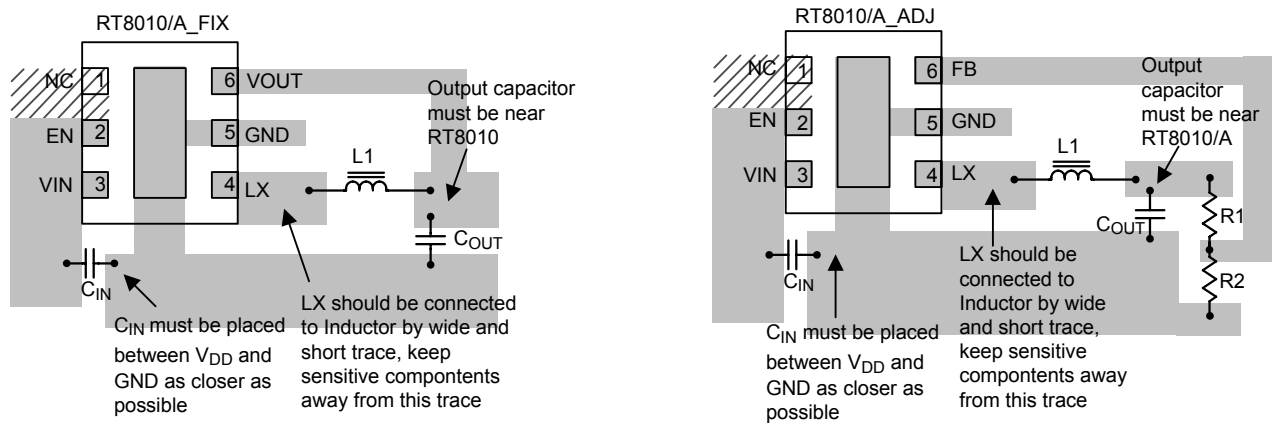 RT8010/A_FIX
NC 1
6 VOUT
EN 2
5 GND
VIN 3
4 LX
L1
Output capacitor
must be near
RT8010
COUT
CIN
CIN must be placed
between VDD and
GND as closer as
possible
LX should be connected
to Inductor by wide and
short trace, keep
sensitive compontents
away from this trace
RT8010/A_ADJ
NC 1
6 FB
EN 2
5 GND
VIN 3
4 LX
L1
Output
capacitor
must be near
RT8010/A
COUT
R1
R2
CIN
CIN must be placed
between VDD and
GND as closer as
possible
LX should be
connected to
Inductor by wide
and short trace,
keep sensitive
compontents away
from this trace